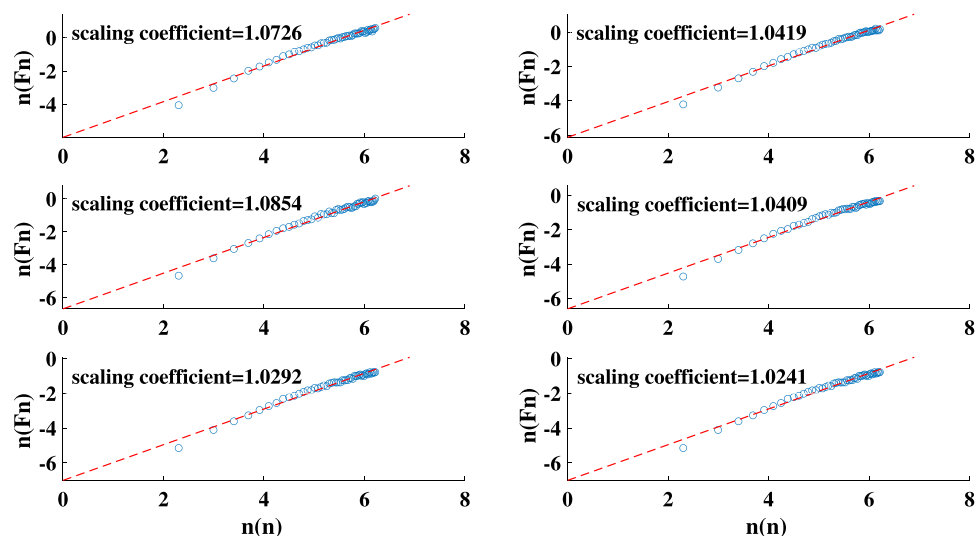 scaling coefficient=1.0726
n(Fn)
0
-2
-4
0 2 4 6 8
scaling coefficient=1.0419
n(Fn)
0
-2
-4
-6
0 2 4 6 8
scaling coefficient=1.0854
n(Fn)
0
-2
-4
-6
0 2 4 6 8
scaling coefficient=1.0409
n(Fn)
0
-2
-4
-6
0 2 4 6 8
scaling coefficient=1.0292
n(Fn)
0
-2
-4
-6
0 2 4 6 8
n(n)
scaling coefficient=1.0241
n(Fn)
0
-2
-4
-6
0 2 4 6 8
n(n)